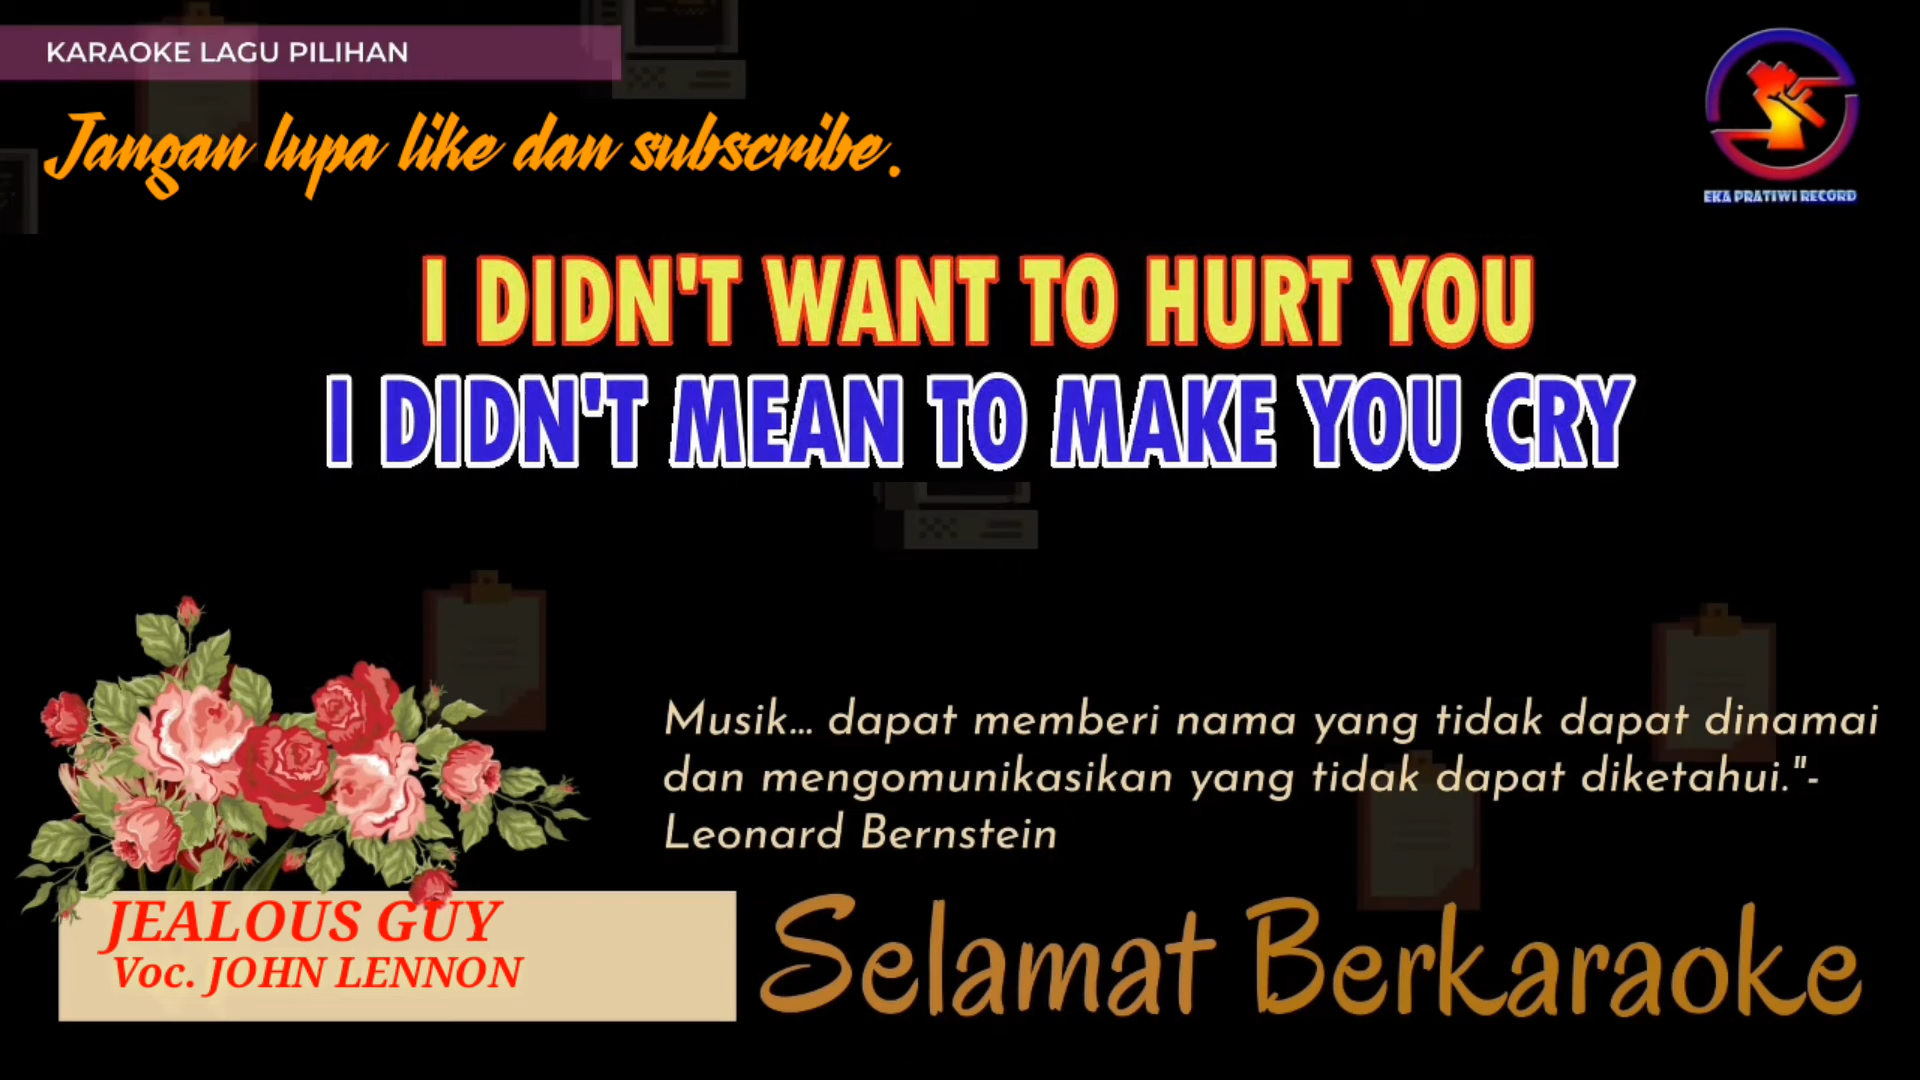 KARAOKE LAGU PILIHAN
Jangan lupa like dan subscribe.
EKA PRATIWI RECORD
I DIDN'T WANT TO HURT YOU
I DIDN'T MEAN TO MAKE YOU CRY
Musik... dapat memberi nama yang tidak dapat dinamai
dan mengomunikasikan yang tidak dapat diketahui."-
Leonard Bernstein
JEALOUS GUY
Voc. JOHN LENNON
Selamat Berkaraoke